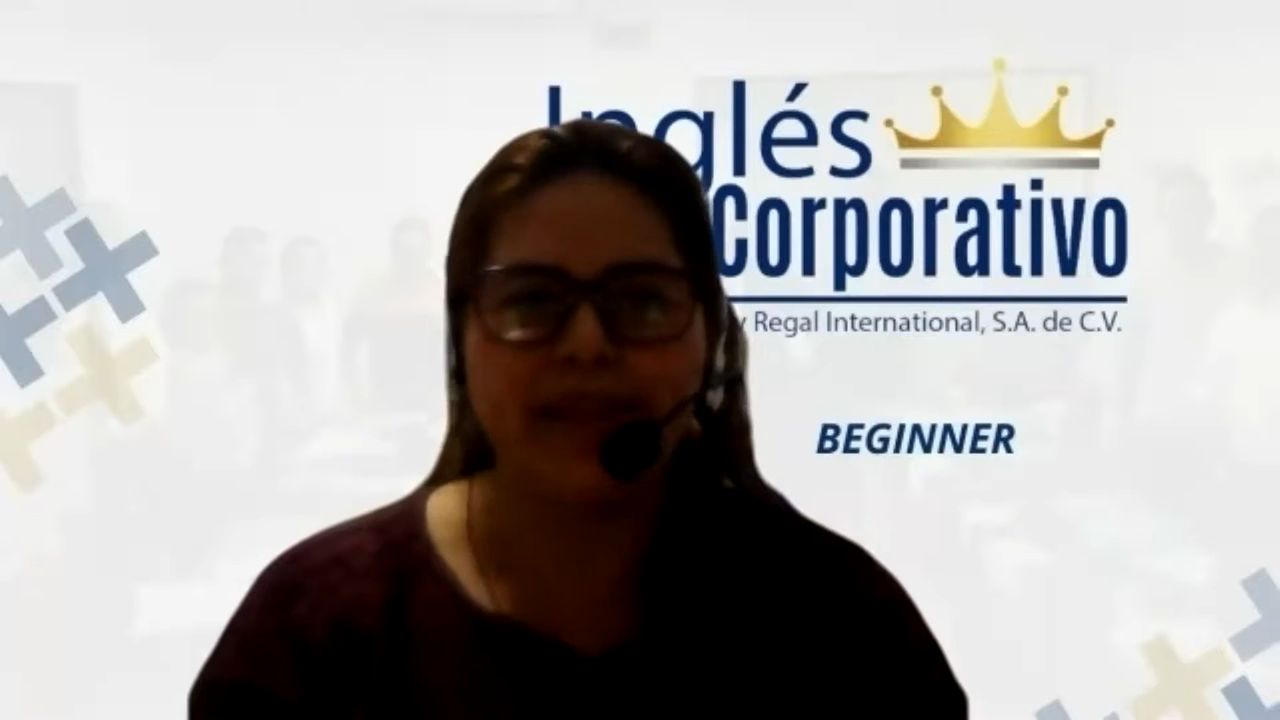 Inglés
Corporativo
y Regal International, S.A. de C.V.
BEGINNER